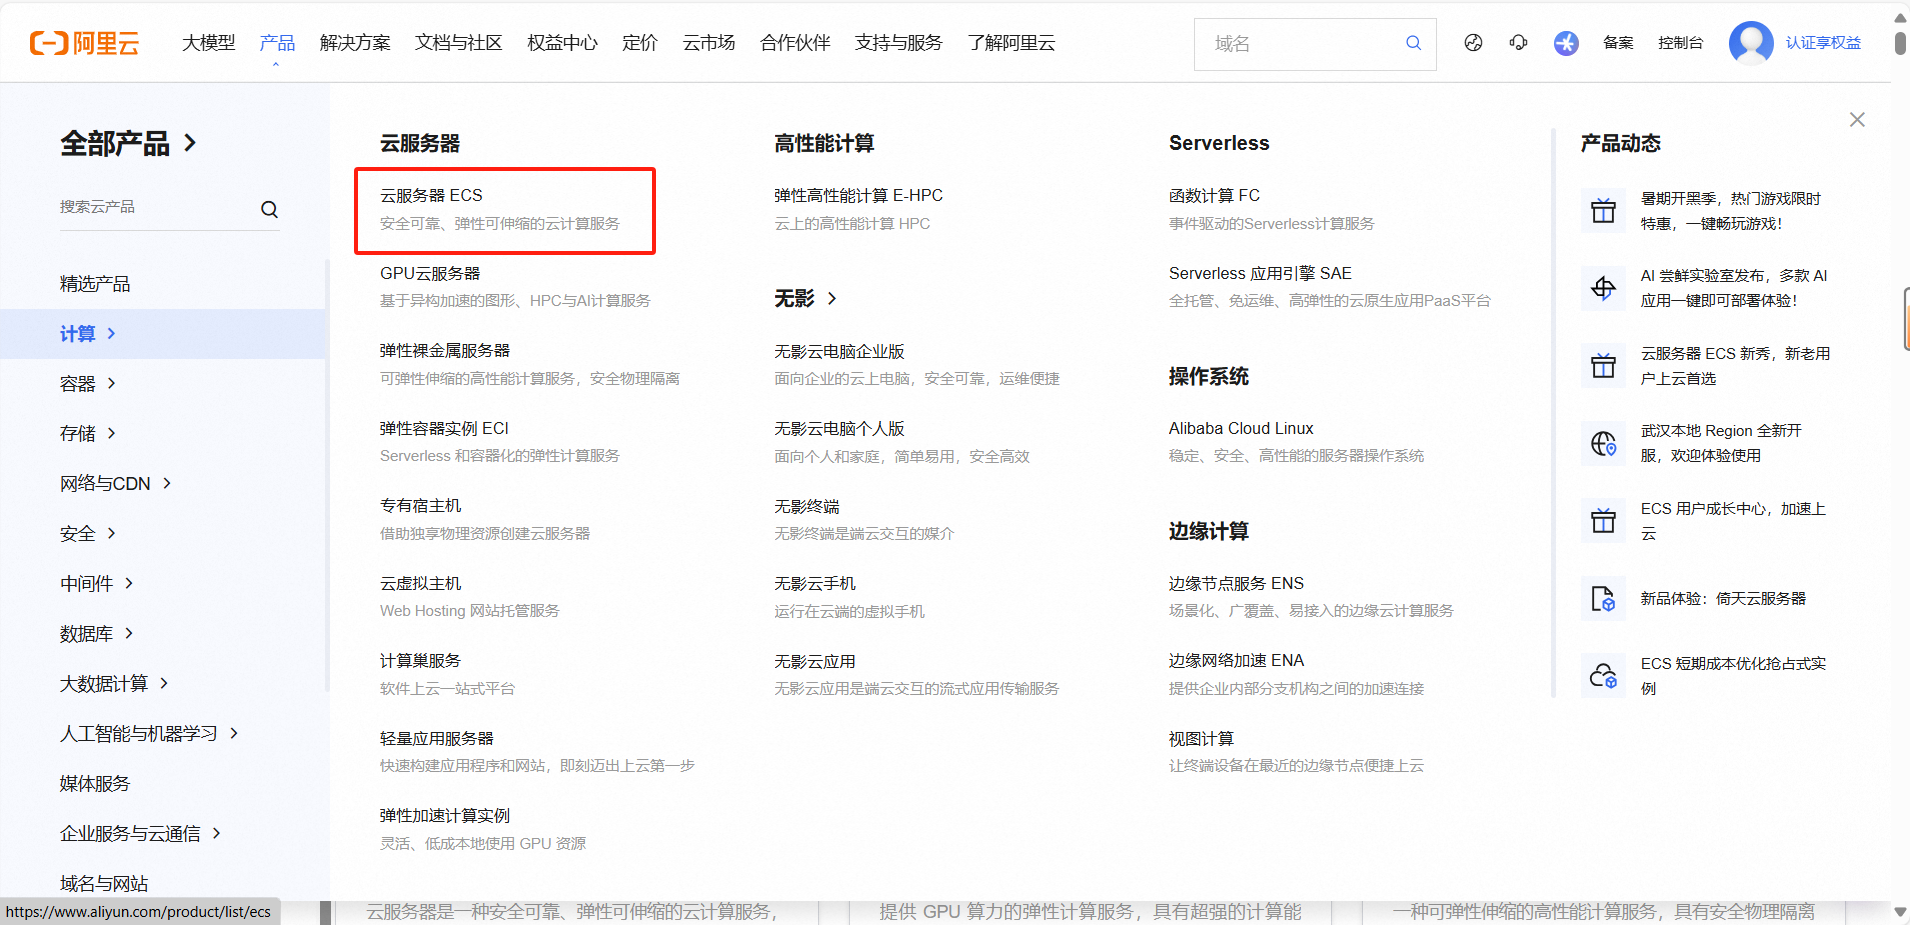 阿里云
大模型 产品 解决方案 文档与社区 权益中心 定价 云市场 合作伙伴 支持与服务 了解阿里云
域名
备案 控制台 认证享权益
全部产品
搜索云产品
精选产品
计算
容器
存储
网络与CDN
安全
中间件
数据库
大数据计算
人工智能与机器学习
媒体服务
企业服务与云通信
域名与网站
云服务器
云服务器 ECS
安全可靠、弹性可伸缩的云计算服务
GPU云服务器
基于异构加速的图形、HPC与AI计算服务
弹性裸金属服务器
可弹性伸缩的高性能计算服务，安全物理隔离
弹性容器实例 ECI
Serverless 和容器化的弹性计算服务
专有宿主机
借助独享物理资源创建云服务器
云虚拟主机
Web Hosting 网站托管服务
计算巢服务
软件上云一站式平台
轻量应用服务器
快速构建应用程序和网站，即刻迈出上云第一步
弹性加速计算实例
灵活、低成本地使用 GPU 资源
高性能计算
弹性高性能计算 E-HPC
云上的高性能计算 HPC
无影
无影云电脑企业版
面向企业的云上电脑，安全可靠，运维便捷
无影云电脑个人版
面向个人和家庭，简单易用，安全高效
无影终端
无影终端是端云交互的媒介
无影云手机
运行在云端的虚拟手机
无影云应用
无影云应用是端云交互的流式应用传输服务
Serverless
函数计算 FC
事件驱动的Serverless计算服务
Serverless 应用引擎 SAE
全托管、免运维、高弹性的云原生应用PaaS平台
操作系统
Alibaba Cloud Linux
稳定、安全、高性能的服务器操作系统
边缘计算
边缘节点服务 ENS
场景化、广覆盖、易接入的边缘云计算服务
边缘网络加速 ENA
提供企业内部分支机构之间的加速连接
视图计算
让终端设备在最近的边缘节点便捷上云
产品动态
暑期开黑季，热门游戏限时
特惠，一键畅玩游戏！
AI 尝鲜实验室发布，多款 AI
应用一键即可部署体验！
云服务器 ECS 新秀，新老用
户上云首选
武汉本地 Region 全新开
服，欢迎体验使用
ECS 用户成长中心，加速上
云
新品体验：倚天云服务器
ECS 短期成本优化抢占式实
例
https://www.aliyun.com/product/list/ecs
云服务器是一种安全可靠、弹性可伸缩的云计算服务，
提供 GPU 算力的弹性计算服务，具有超强的计算能
一种可弹性伸缩的高性能计算服务，具有安全物理隔离